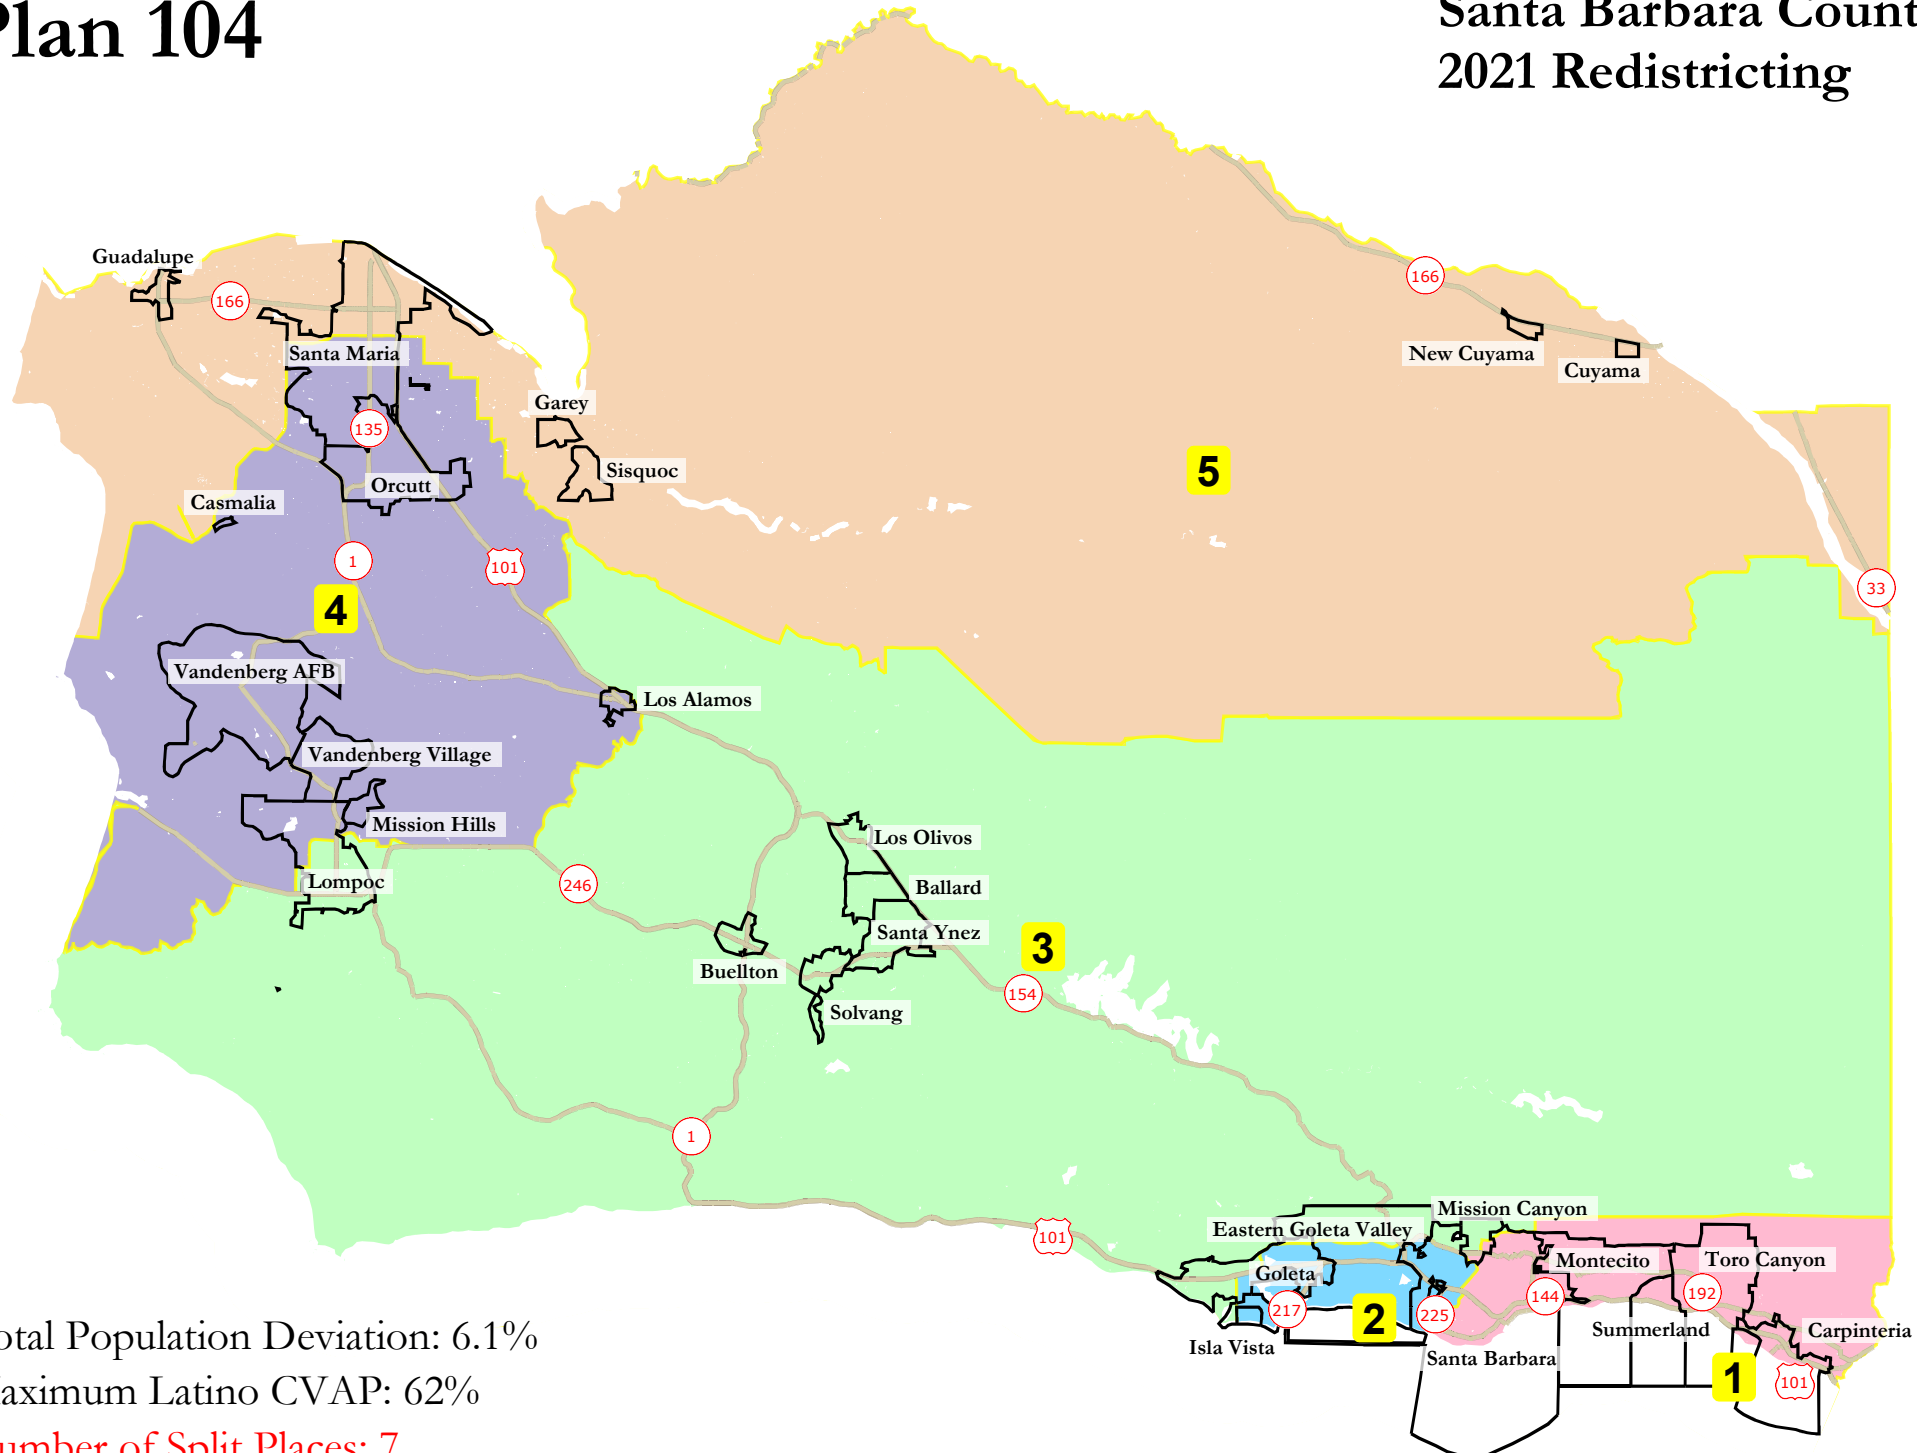 Plan 104
Santa Barbara Count
2021 Redistricting
Guadalupe
166
166
Santa Maria
New Cuyama
Cuyama
Garey
135
Sisquoc
5
Orcutt
Casmalia
1
101
33
4
Vandenberg AFB
Los Alamos
Vandenberg Village
Mission Hills
Los Olivos
Lompoc
246
Ballard
Santa Ynez
3
Buellton
154
Solvang
1
Mission Canyon
Eastern Goleta Valley
101
Montecito
Toro Canyon
Goleta
217
2
225
144
192
Isla Vista
Summerland
Carpinteria
Santa Barbara
1
101
otal Population Deviation: 6.1%
aximum Latino CVAP: 62%
umber of Split Places: 7